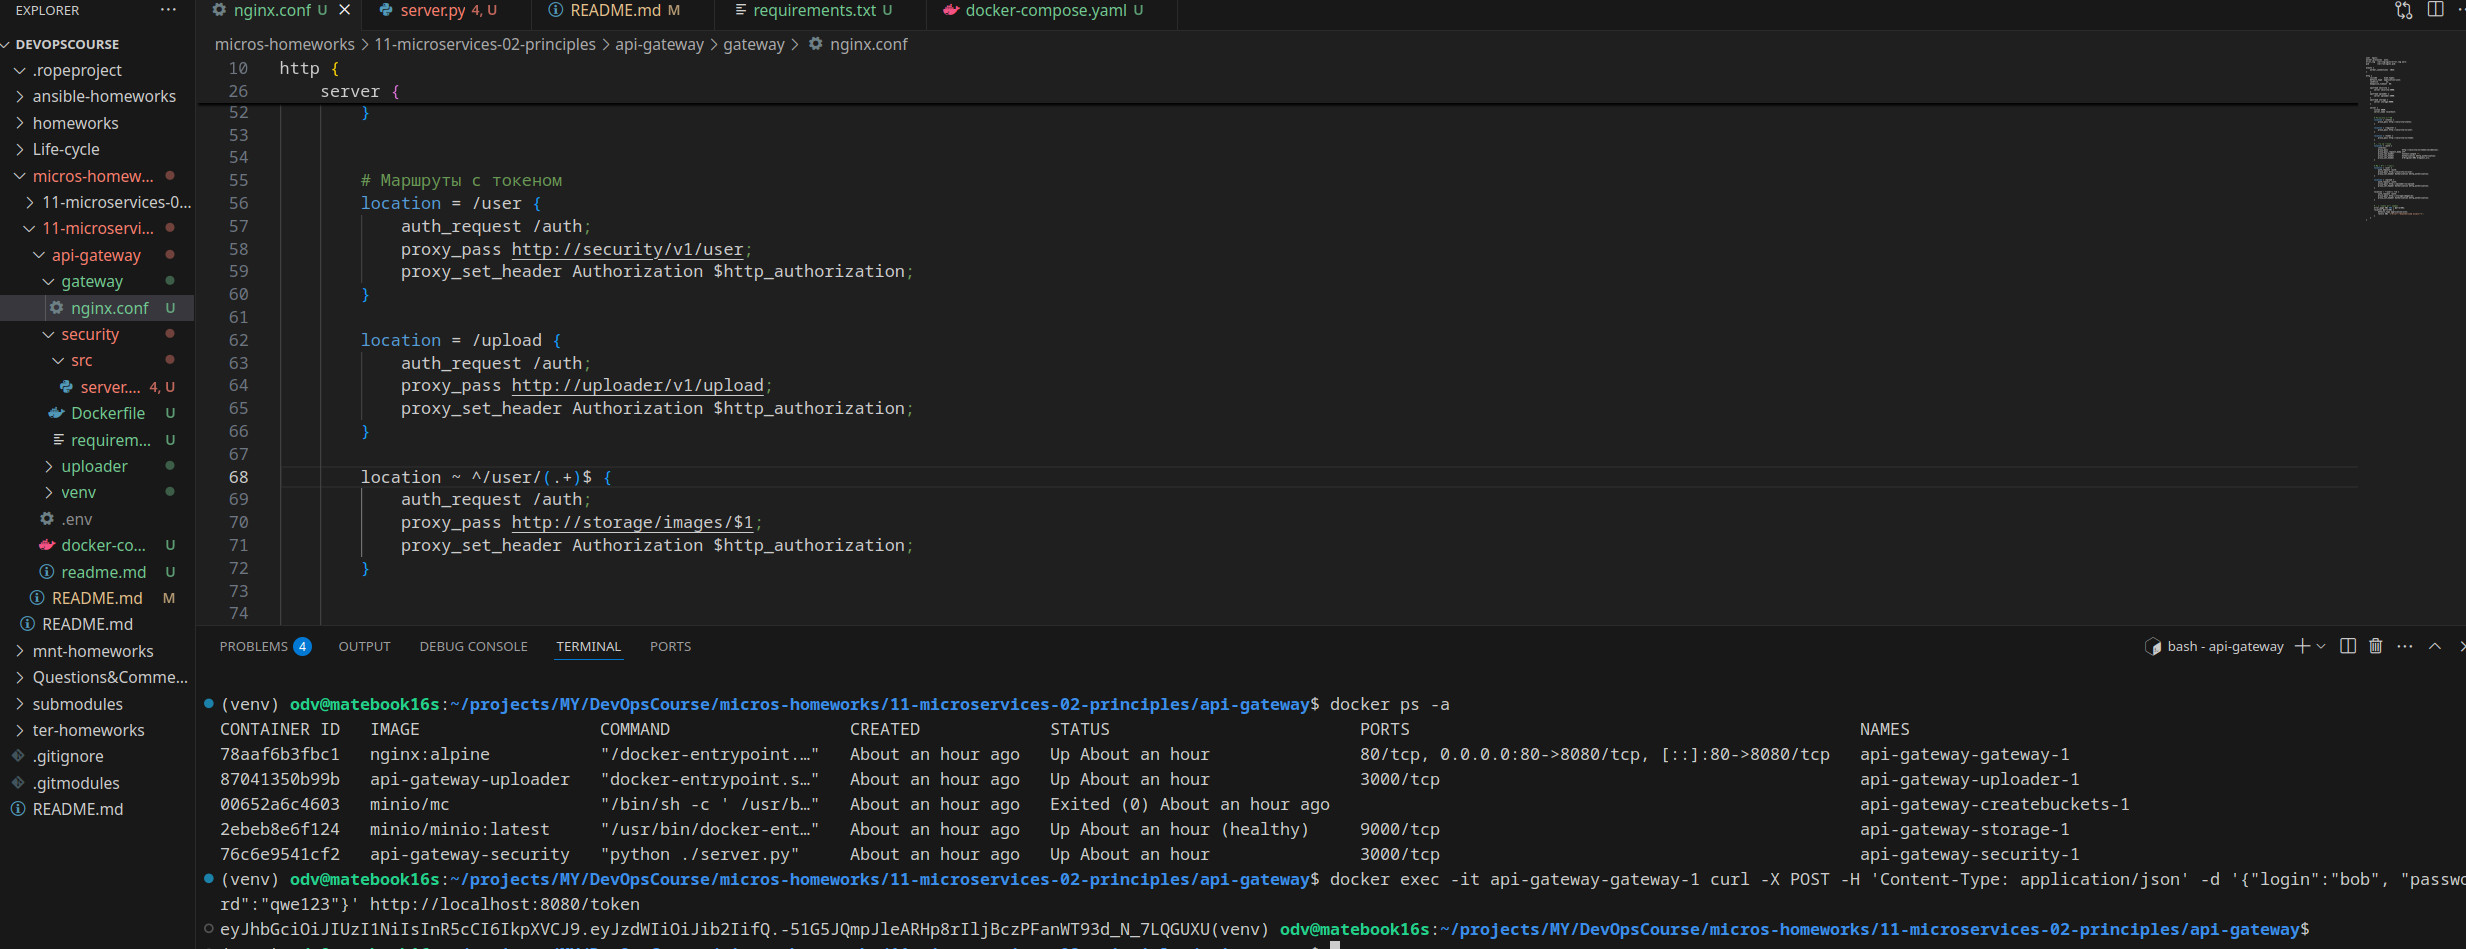 EXPLORER
DEVOPSCOURSE
.ropeproject
ansible-homeworks
homeworks
Life-cycle
micros-homew...
11-microservices-0...
11-microservi...
api-gateway
gateway
nginx.conf U
security
src
server.... 4, U
Dockerfile U
requirem... U
uploader
venv
.env
docker-co... U
readme.md U
README.md M
README.md
mnt-homeworks
Questions&Comme...
submodules
ter-homeworks
.gitignore
.gitmodules
README.md
nginx.conf U
server.py 4, U
README.md M
requirements.txt U
docker-compose.yaml U
micros-homeworks > 11-microservices-02-principles > api-gateway > gateway > nginx.conf
10 http {
26 server {
52 }
53
54
55 # Маршруты с токеном
56 location = /user {
57 auth_request /auth;
58 proxy_pass http://security/v1/user;
59 proxy_set_header Authorization $http_authorization;
60 }
61
62 location = /upload {
63 auth_request /auth;
64 proxy_pass http://uploader/v1/upload;
65 proxy_set_header Authorization $http_authorization;
66 }
67
68 location ~ ^/user/(.+)$ {
69 auth_request /auth;
70 proxy_pass http://storage/images/$1;
71 proxy_set_header Authorization $http_authorization;
72 }
73
74
PROBLEMS 4 OUTPUT DEBUG CONSOLE TERMINAL PORTS
bash - api-gateway
(venv) odv@matebook16s:~/projects/MY/DevOpsCourse/micros-homeworks/11-microservices-02-principles/api-gateway$ docker ps -a
CONTAINER ID IMAGE COMMAND CREATED STATUS PORTS NAMES
78aaf6b3fbc1 nginx:alpine "/docker-entrypoint.…" About an hour ago Up About an hour 80/tcp, 0.0.0.0:80->8080/tcp, [::]:80->8080/tcp api-gateway-gateway-1
87041350b99b api-gateway-uploader "docker-entrypoint.s…" About an hour ago Up About an hour 3000/tcp api-gateway-uploader-1
00652a6c4603 minio/mc "/bin/sh -c ' /usr/b…" About an hour ago Exited (0) About an hour ago api-gateway-createbuckets-1
2ebeb8e6f124 minio/minio:latest "/usr/bin/docker-ent…" About an hour ago Up About an hour (healthy) 9000/tcp api-gateway-storage-1
76c6e9541cf2 api-gateway-security "python ./server.py" About an hour ago Up About an hour 3000/tcp api-gateway-security-1
(venv) odv@matebook16s:~/projects/MY/DevOpsCourse/micros-homeworks/11-microservices-02-principles/api-gateway$ docker exec -it api-gateway-gateway-1 curl -X POST -H 'Content-Type: application/json' -d '{"login":"bob", "passwo
rd":"qwe123"}' http://localhost:8080/token
eyJhbGciOiJIUzI1NiIsInR5cCI6IkpXVCJ9.eyJzdWIiOiJib2IifQ.-51G5JQmpJleARHp8rIljBczPFanWT93d_N_7LQGUXU(venv) odv@matebook16s:~/projects/MY/DevOpsCourse/micros-homeworks/11-microservices-02-principles/api-gateway$